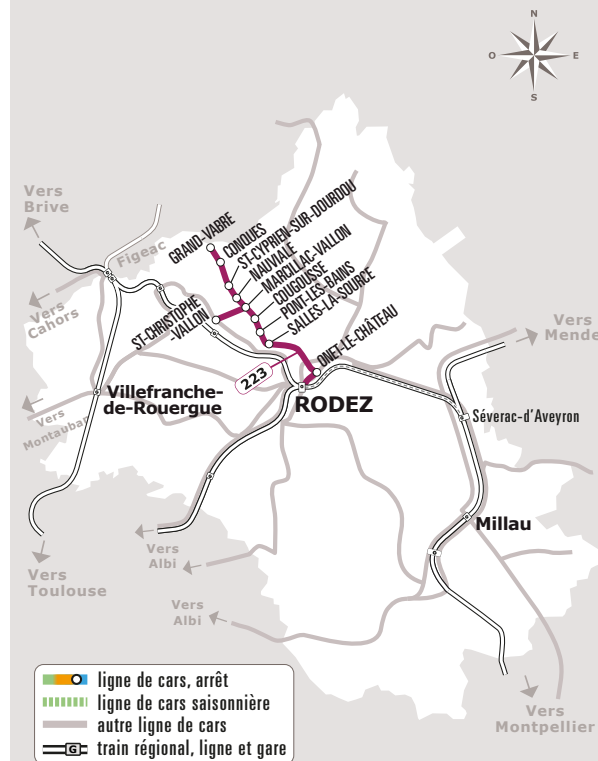 N
O
E
S
Vers
Brive
Figeac
Vers
Cahors
GRAND-VABRE
CONQUES
ST-CYPRIEN-SUR-DOURDOU
NAUVIALE
MARCILLAC-VALLON
COUGOUSSE
PONT-LES-BAINS
SALLES-LA-SOURCE
ST-CHRISTOPHE
-VALLON
ONET-LE-CHÂTEAU
Vers
Mende
223
Villefranche-
de-Rouergue
RODEZ
Vers
Montauban
Séverac-d'Aveyron
Millau
Vers
Toulouse
Vers
Albi
Vers
Albi
Vers
Montpellier
ligne de cars, arrêt
ligne de cars saisonnière
autre ligne de cars
G
train régional, ligne et gare